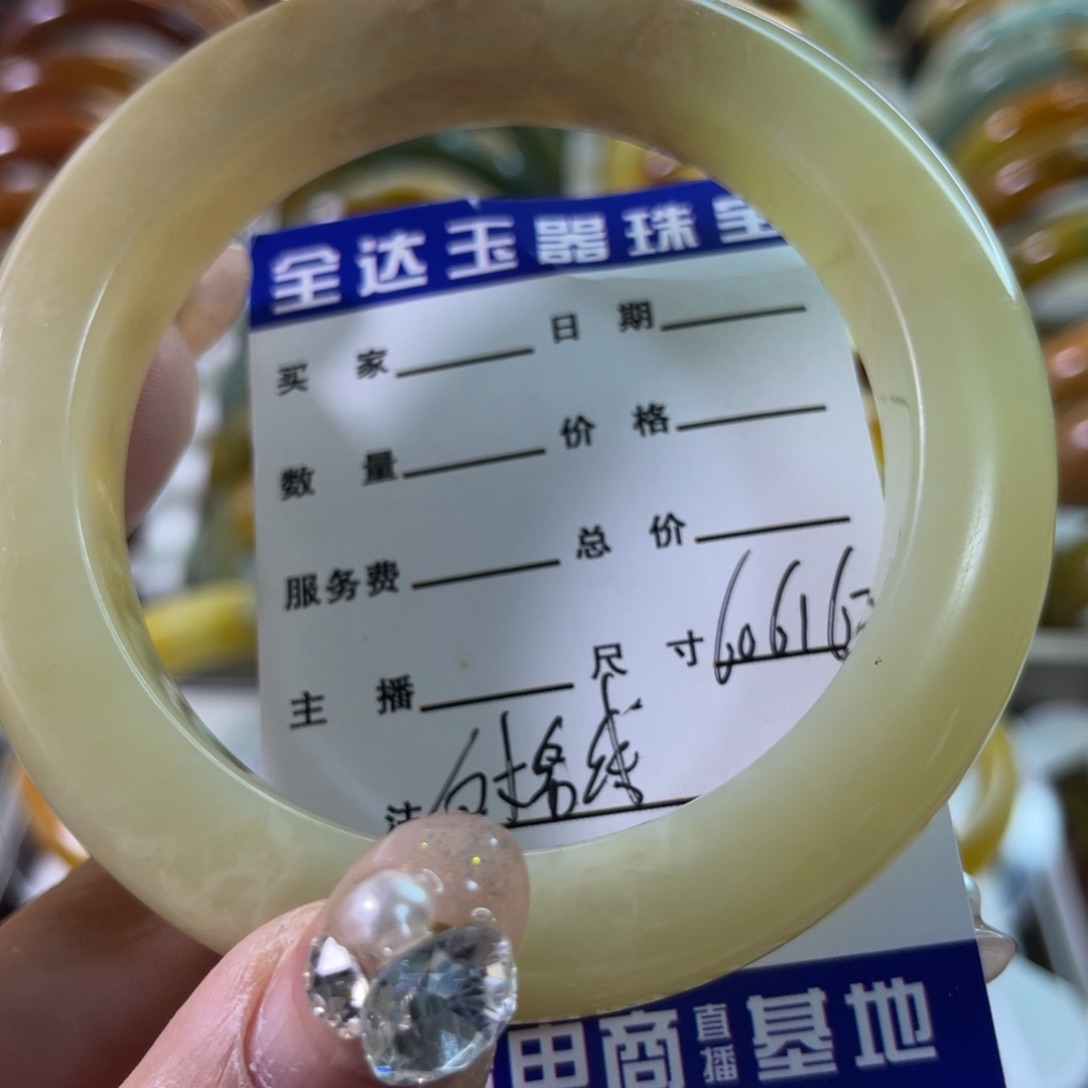 全达玉器珠宝
买 家 日 期
数 量 价 格
服务费 总 价
主 播 尺 寸 6061
白棉线
电商直播基地